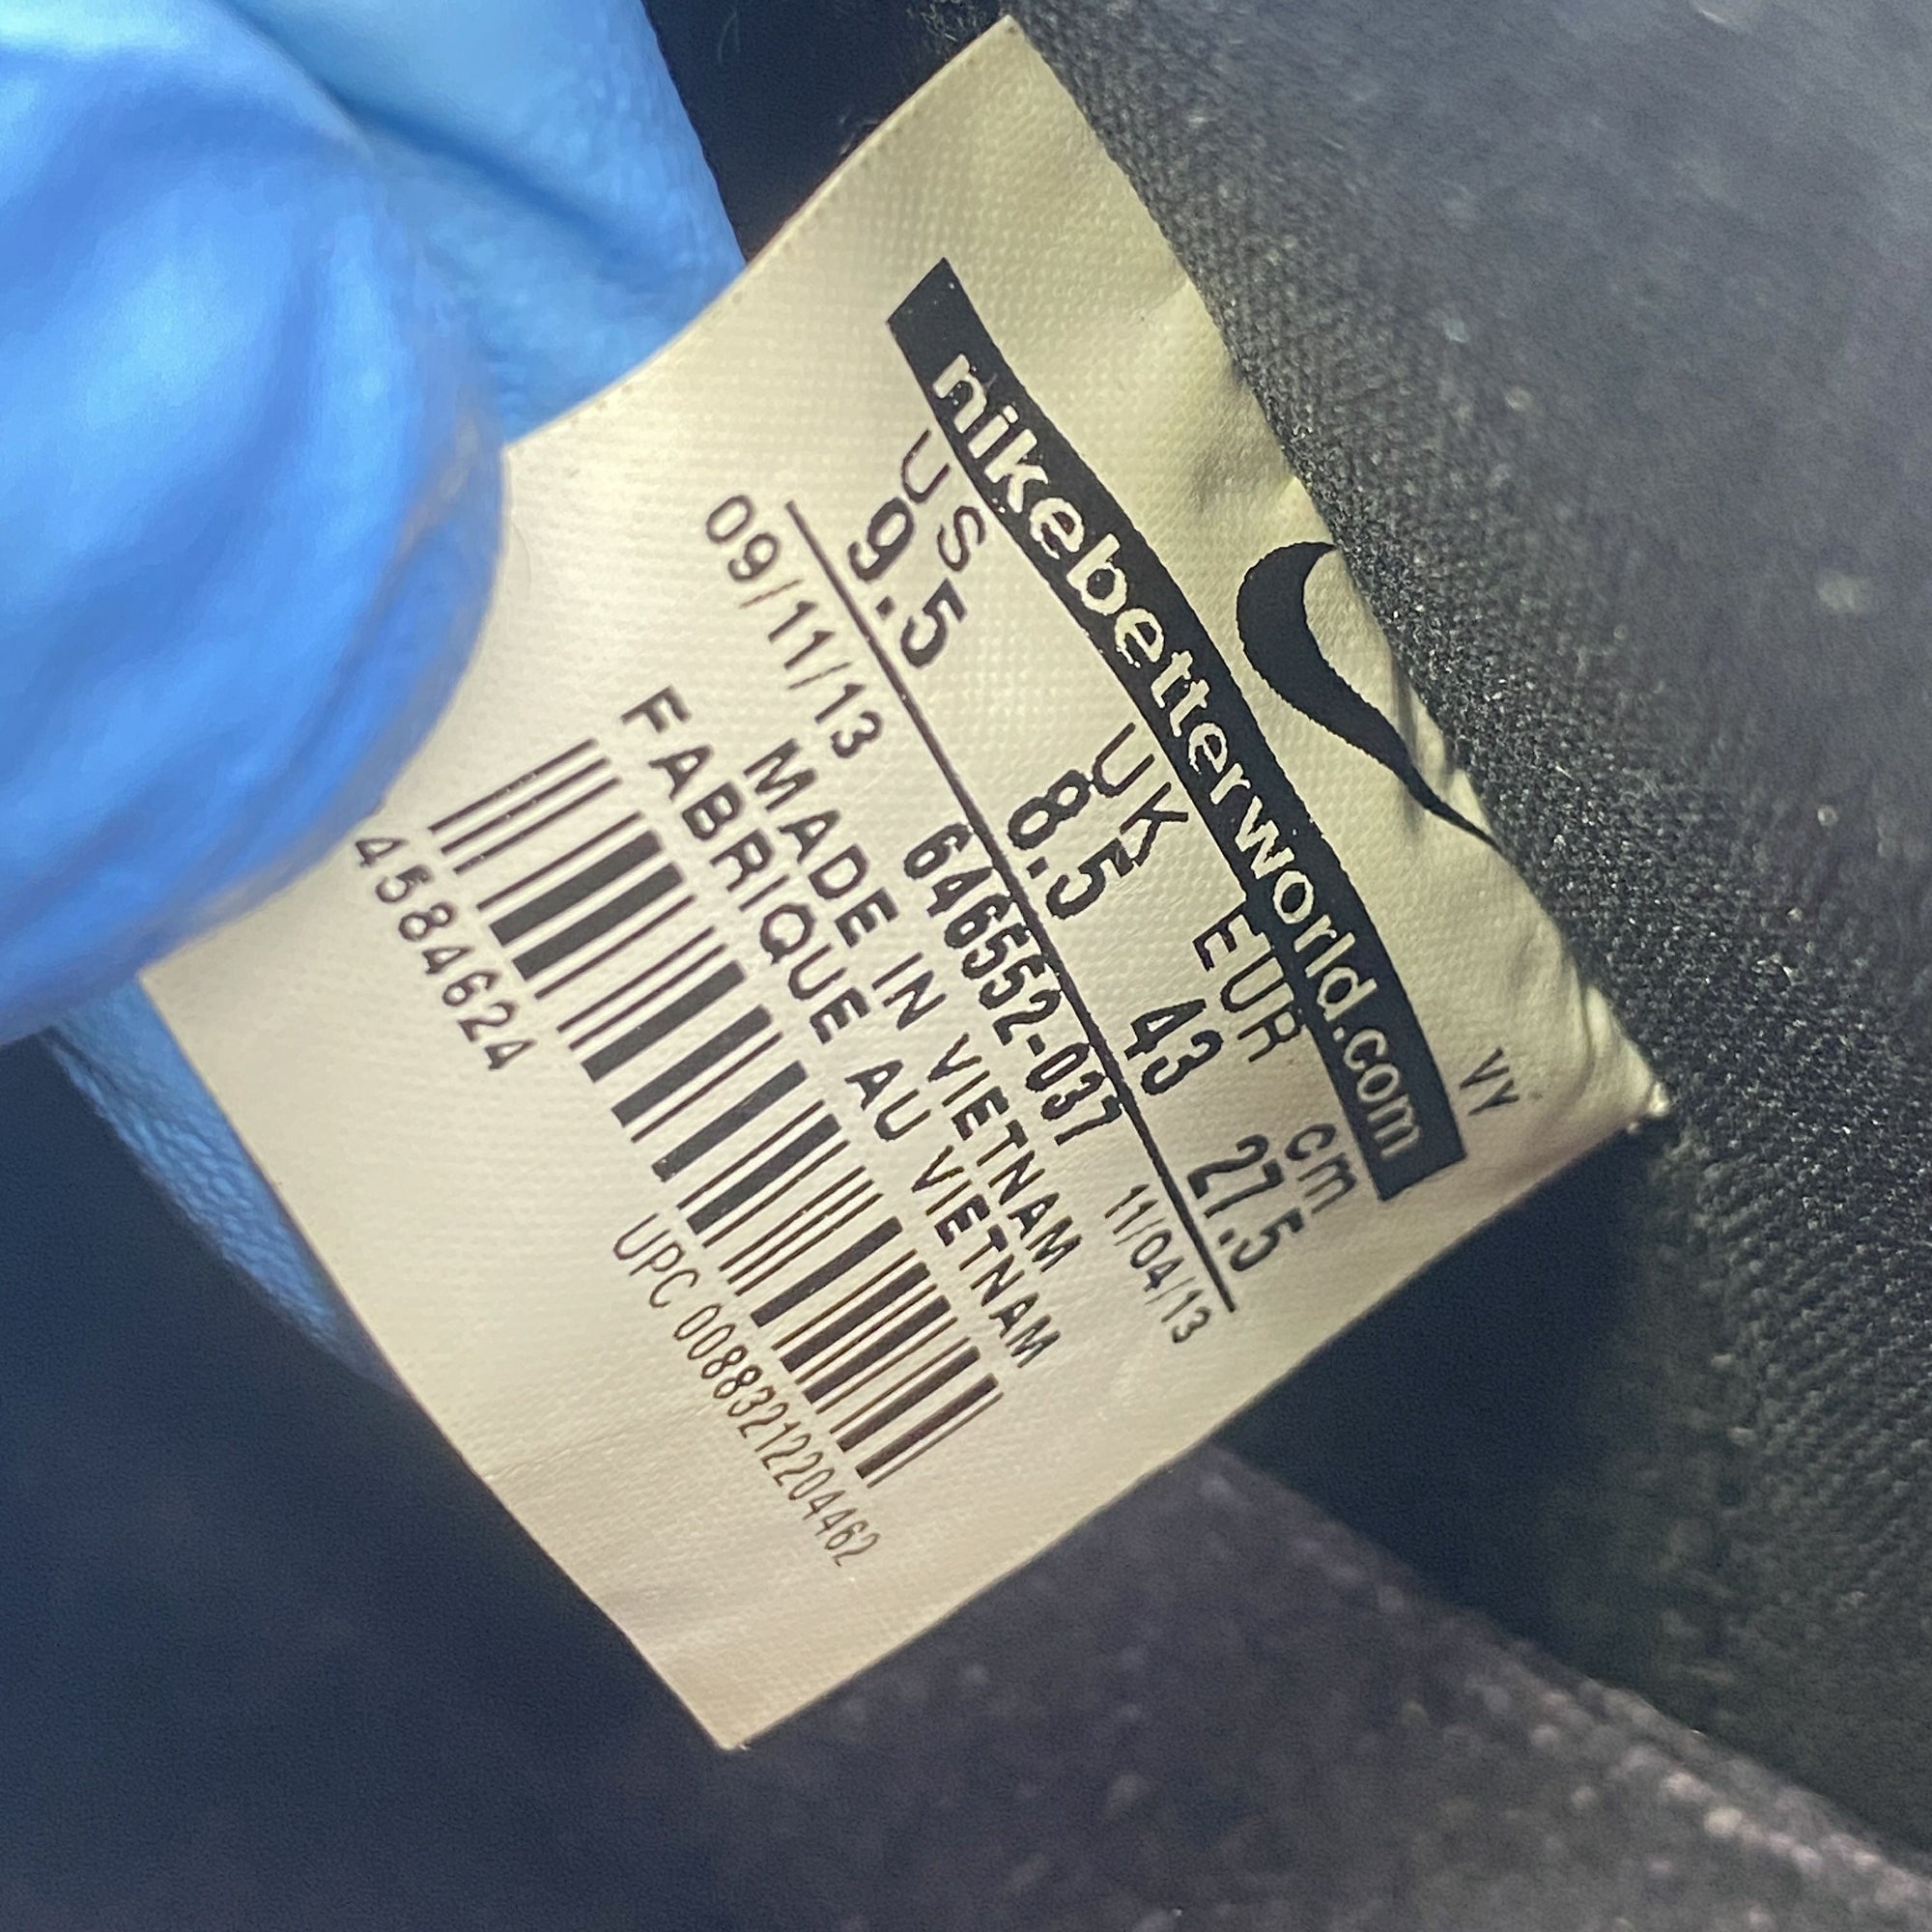 VY
nikebetterworld.com
US UK EUR cm
9.5 8.5 43 27.5
09/11/13 646552-037 11/04/13
MADE IN VIETNAM
FABRIQUE AU VIETNAM
4584624
UPC 00883212204462